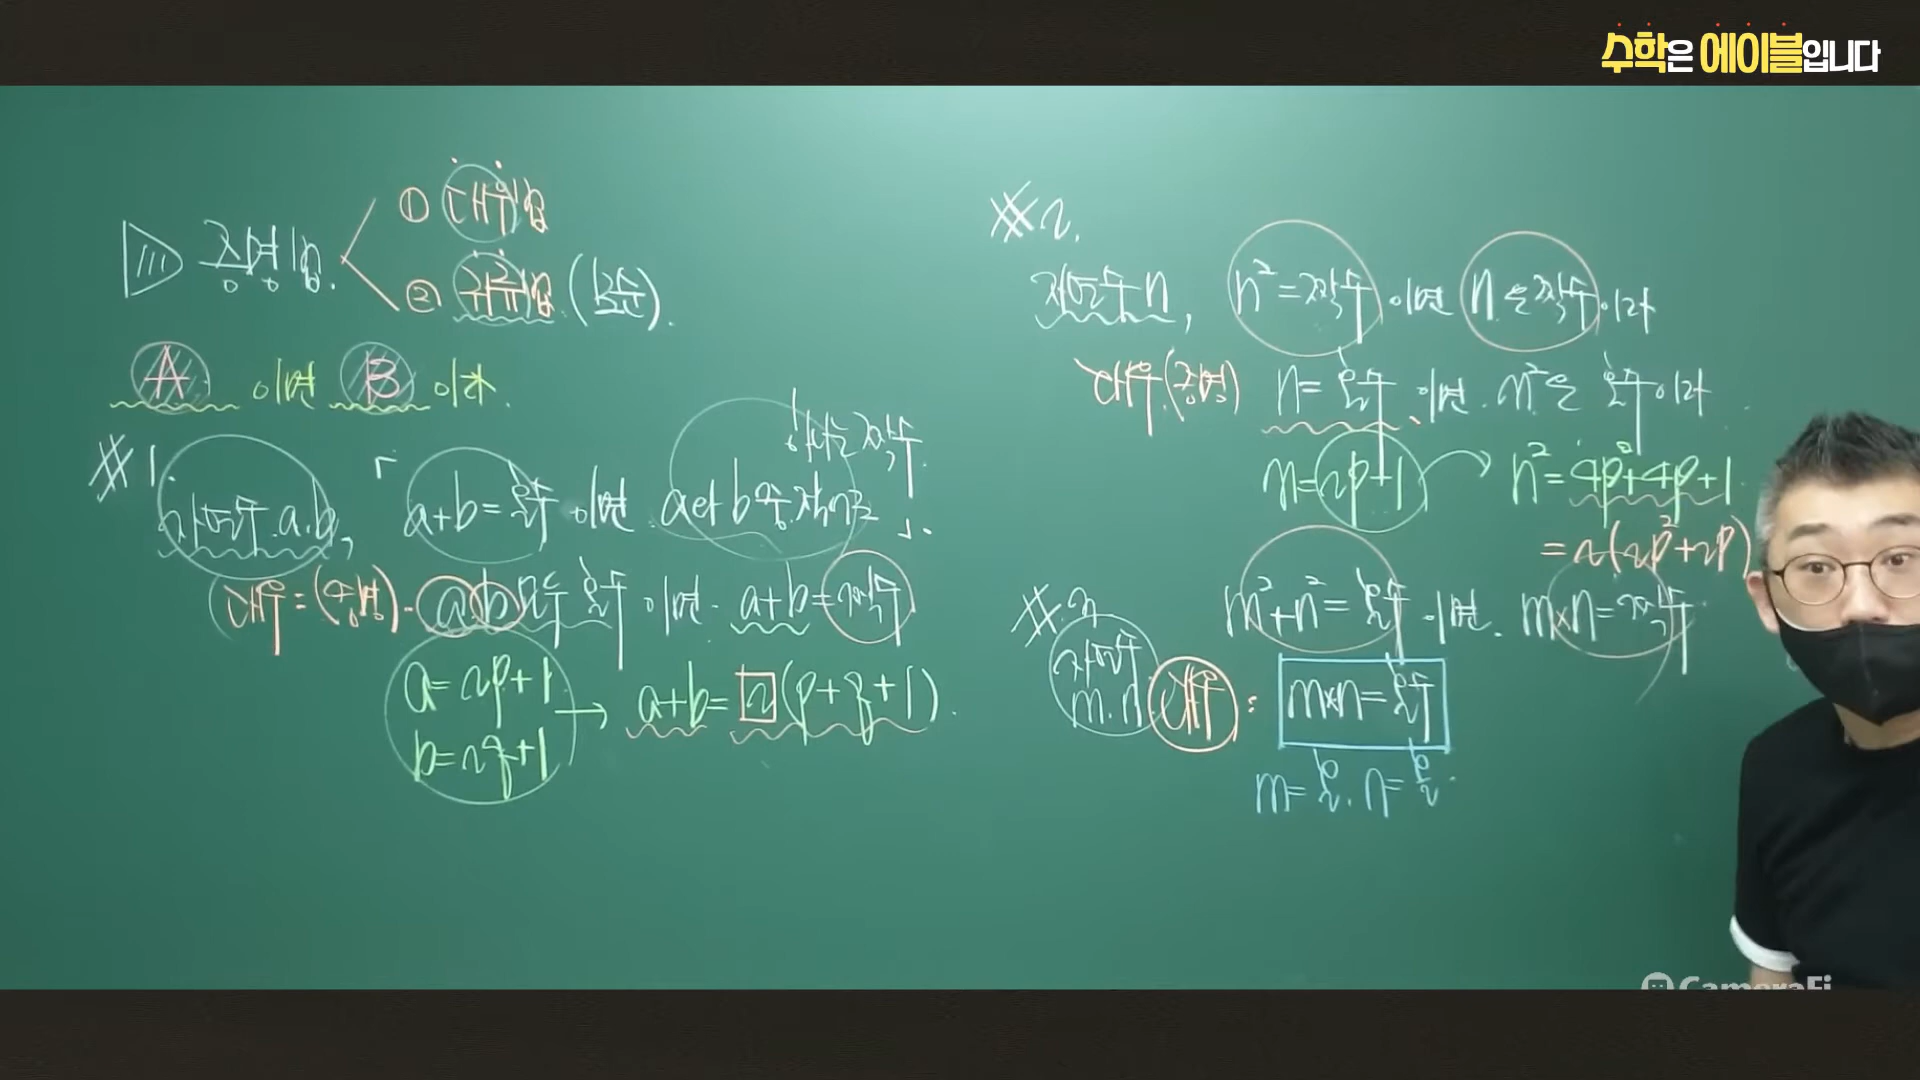 수학은 에이블입니다
III 증명법.
① 대우법
② 귀류법 (모순).
A 이면 B 이다.
#1.
자연수 a.b, 「a+b=홀수 이면 a와 b 중 적어도 하나는 짝수.」
(대우=(증명)- a,b 모두 홀수 이면. a+b=짝수
a=2p+1
b=2q+1
→ a+b=2(p+q+1).
#2.
자연수 n, n²=짝수 이면 n은 짝수이다
대우.(증명) n=홀수 이면. n²은 홀수이다
n=2p+1 n²=4p²+4p+1
=2(2p²+2p)
#3
자연수 m.n m²+n²=홀수 이면. m×n=짝수
대우: m×n=홀수
m=홀. n=홀.
CameraFi